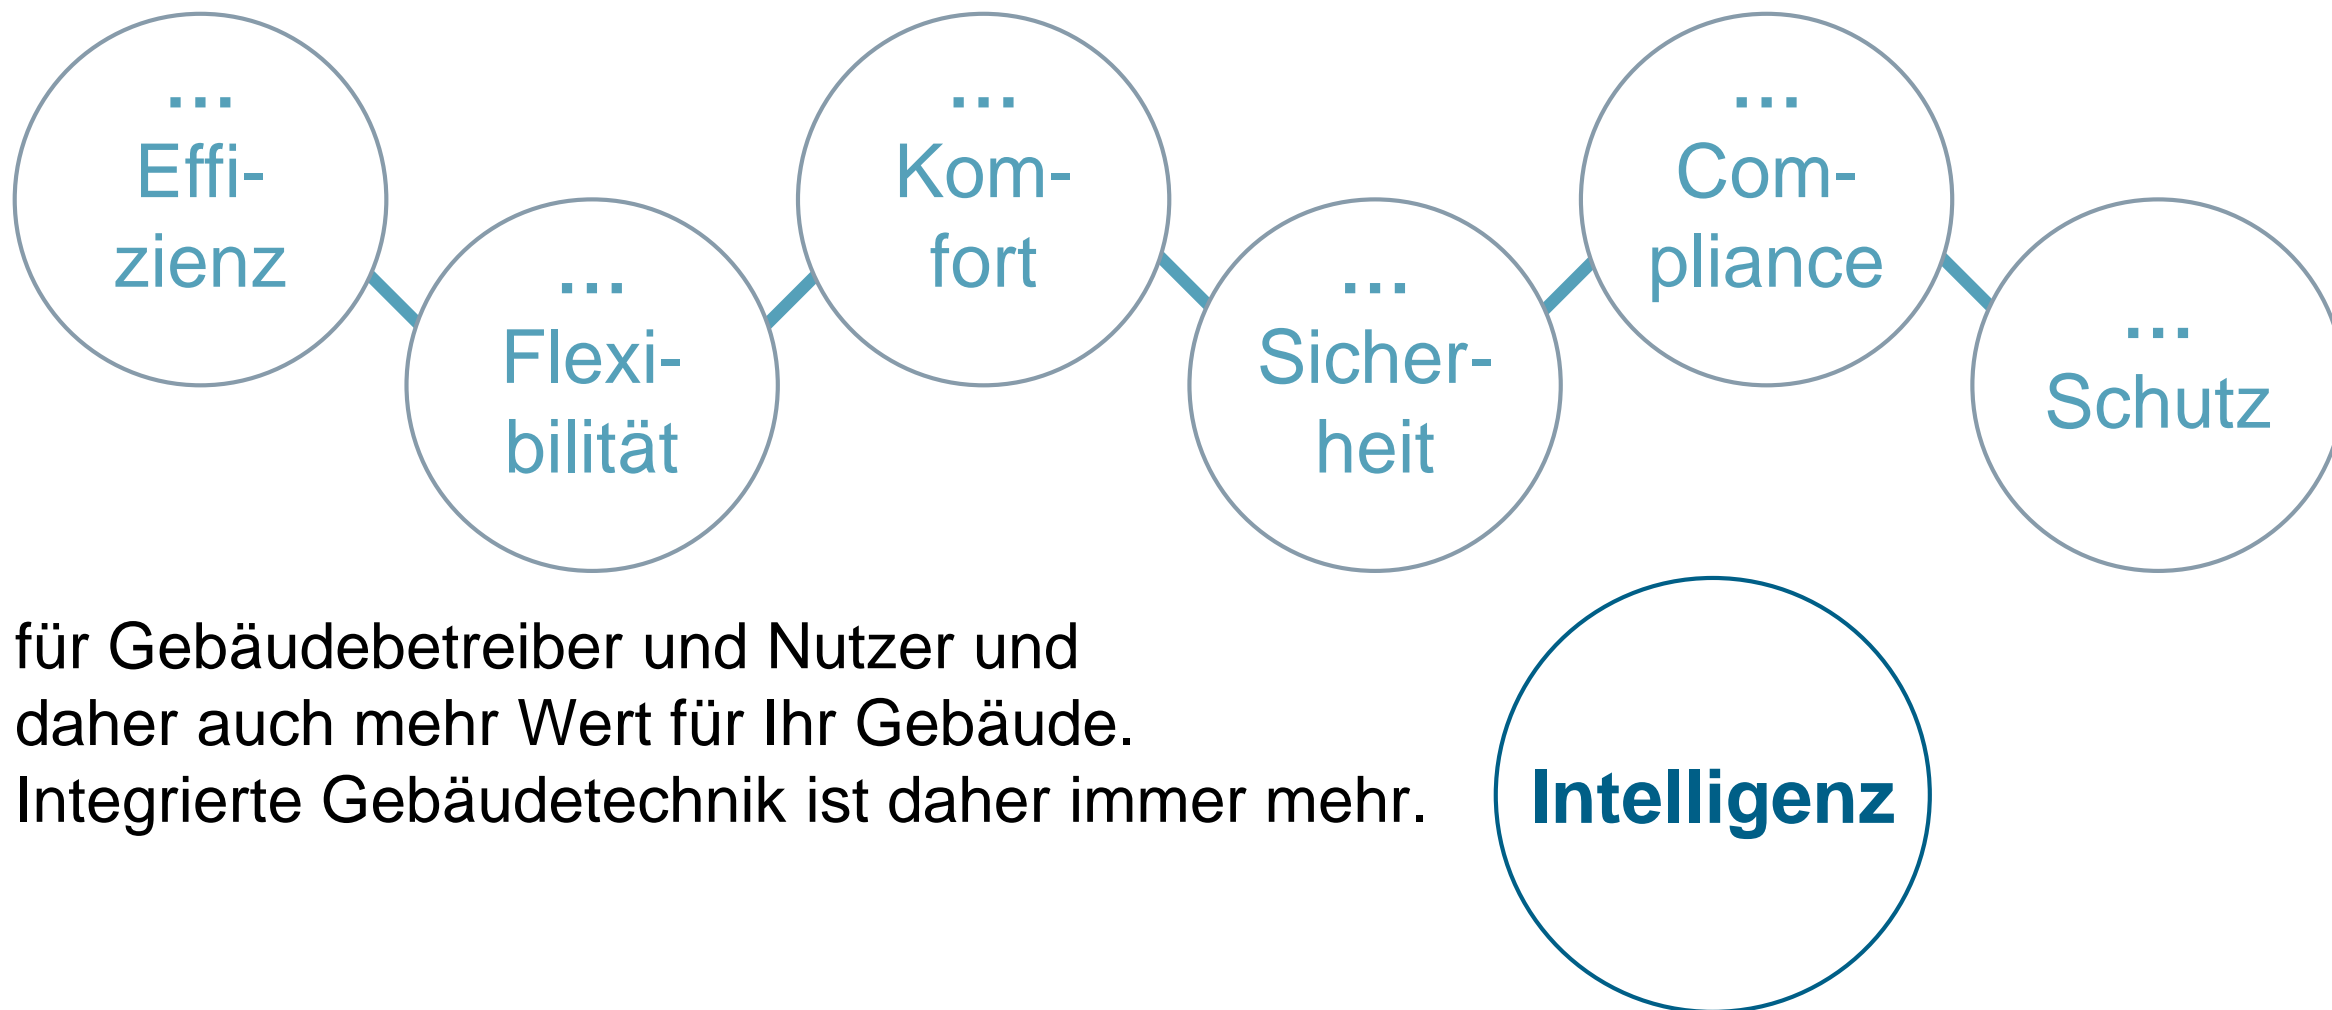 ...
Effi-
zienz
...
Flexi-
bilität
...
Kom-
fort
...
Sicher-
heit
...
Com-
pliance
...
Schutz
für Gebäudebetreiber und Nutzer und
daher auch mehr Wert für Ihr Gebäude.
Integrierte Gebäudetechnik ist daher immer mehr.
Intelligenz